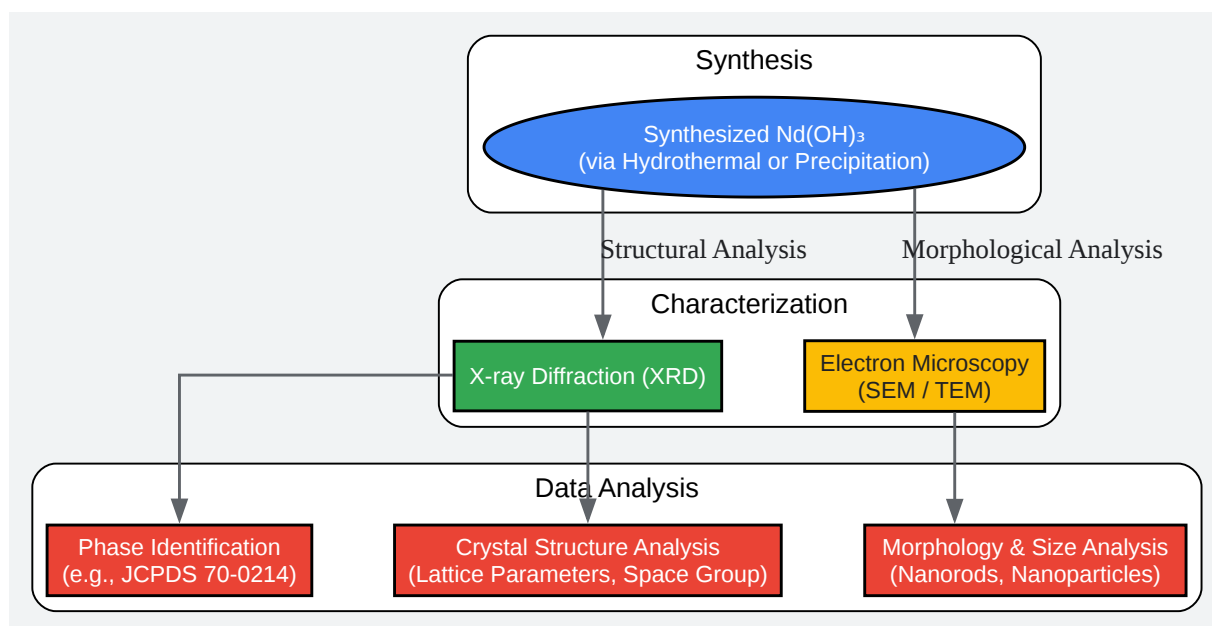 Synthesis
Synthesized Nd(OH)₃
(via Hydrothermal or Precipitation)
Structural Analysis
Morphological Analysis
Characterization
X-ray Diffraction (XRD)
Electron Microscopy
(SEM / TEM)
Data Analysis
Phase Identification
(e.g., JCPDS 70-0214)
Crystal Structure Analysis
(Lattice Parameters, Space Group)
Morphology & Size Analysis
(Nanorods, Nanoparticles)